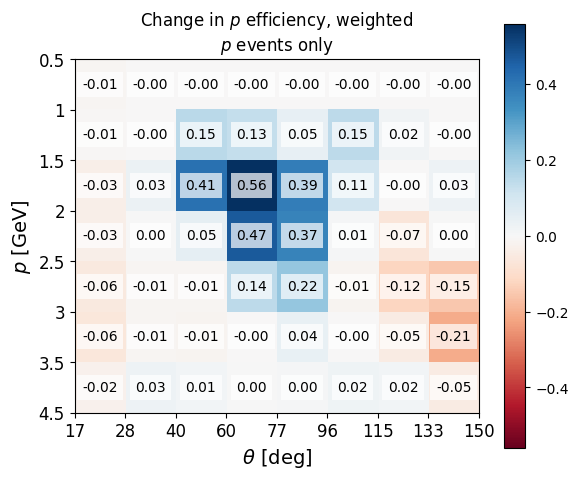 Change in p efficiency, weighted
p events only
0.5
-0.01 -0.00 -0.00 -0.00 -0.00 -0.00 -0.00 -0.00
1
-0.01 -0.00 0.15 0.13 0.05 0.15 0.02 -0.00
1.5
-0.03 0.03 0.41 0.56 0.39 0.11 -0.00 0.03
2
-0.03 0.00 0.05 0.47 0.37 0.01 -0.07 0.00
2.5
-0.06 -0.01 -0.01 0.14 0.22 -0.01 -0.12 -0.15
3
-0.06 -0.01 -0.01 -0.00 0.04 -0.00 -0.05 -0.21
3.5
-0.02 0.03 0.01 0.00 0.00 0.02 0.02 -0.05
4.5
p [GeV]
17 28 40 60 67 78 96 115 133 150
θ [deg]
0.4
0.2
0.0
−0.2
−0.4